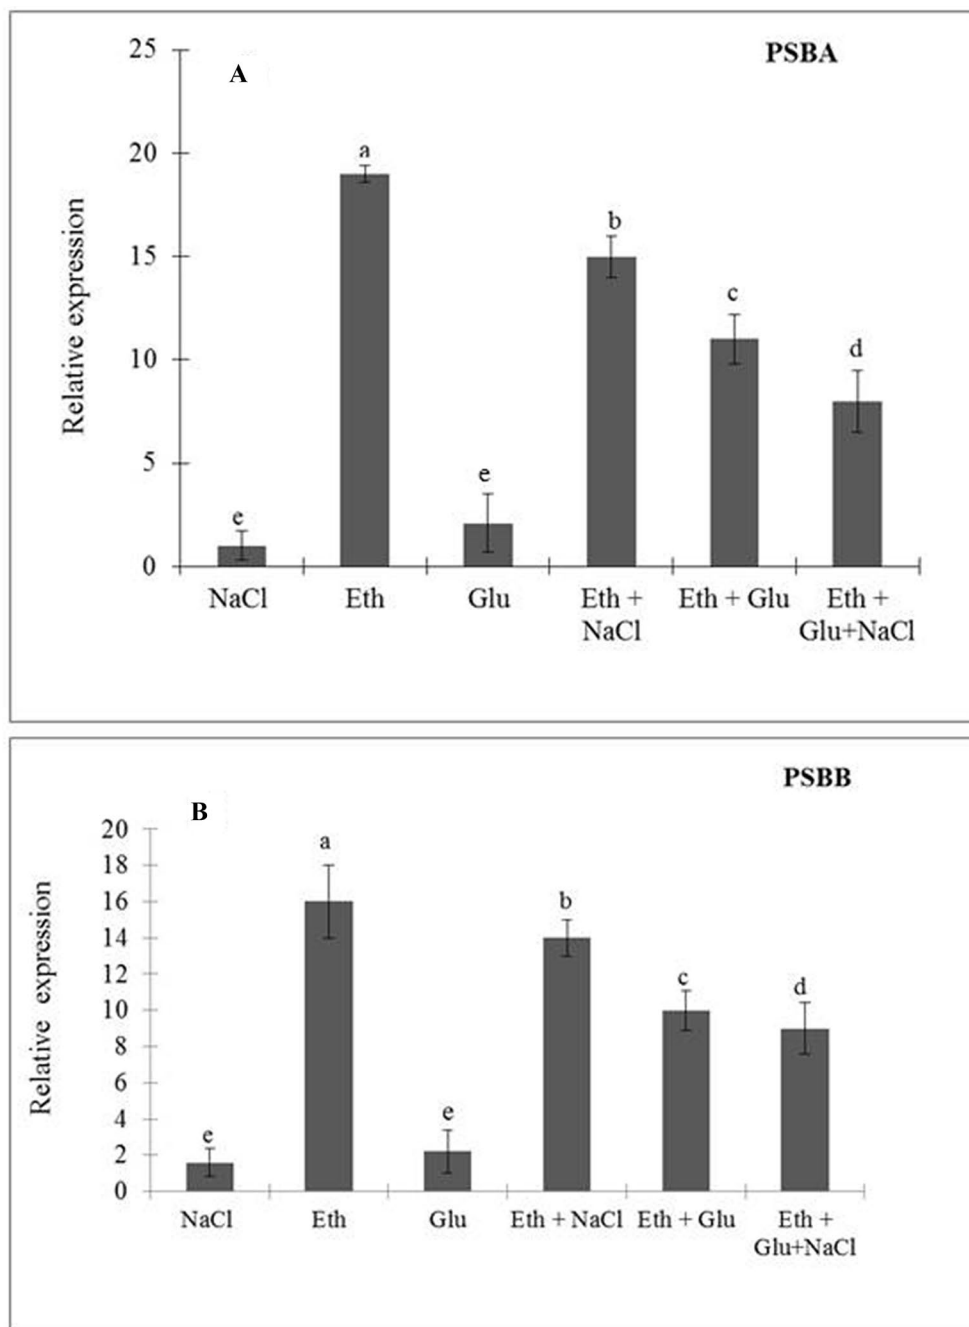 PSBA
A
25
20
15
10
5
0
Relative expression
a
b
c
d
e
e
NaCl
Eth
Glu
Eth +
NaCl
Eth + Glu
Eth +
Glu+NaCl
PSBB
B
20
18
16
14
12
10
8
6
4
2
0
Relative expression
a
b
c
d
e
e
NaCl
Eth
Glu
Eth + NaCl
Eth + Glu
Eth +
Glu+NaCl